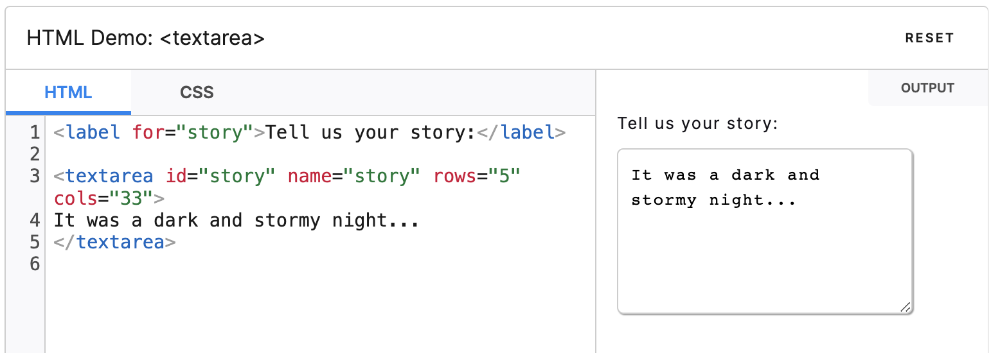 HTML Demo: <textarea>
RESET
HTML
CSS
1 <label for="story">Tell us your story:</label>
2
3 <textarea id="story" name="story" rows="5"
cols="33">
4 It was a dark and stormy night...
5 </textarea>
6
OUTPUT
Tell us your story:
It was a dark and
stormy night...